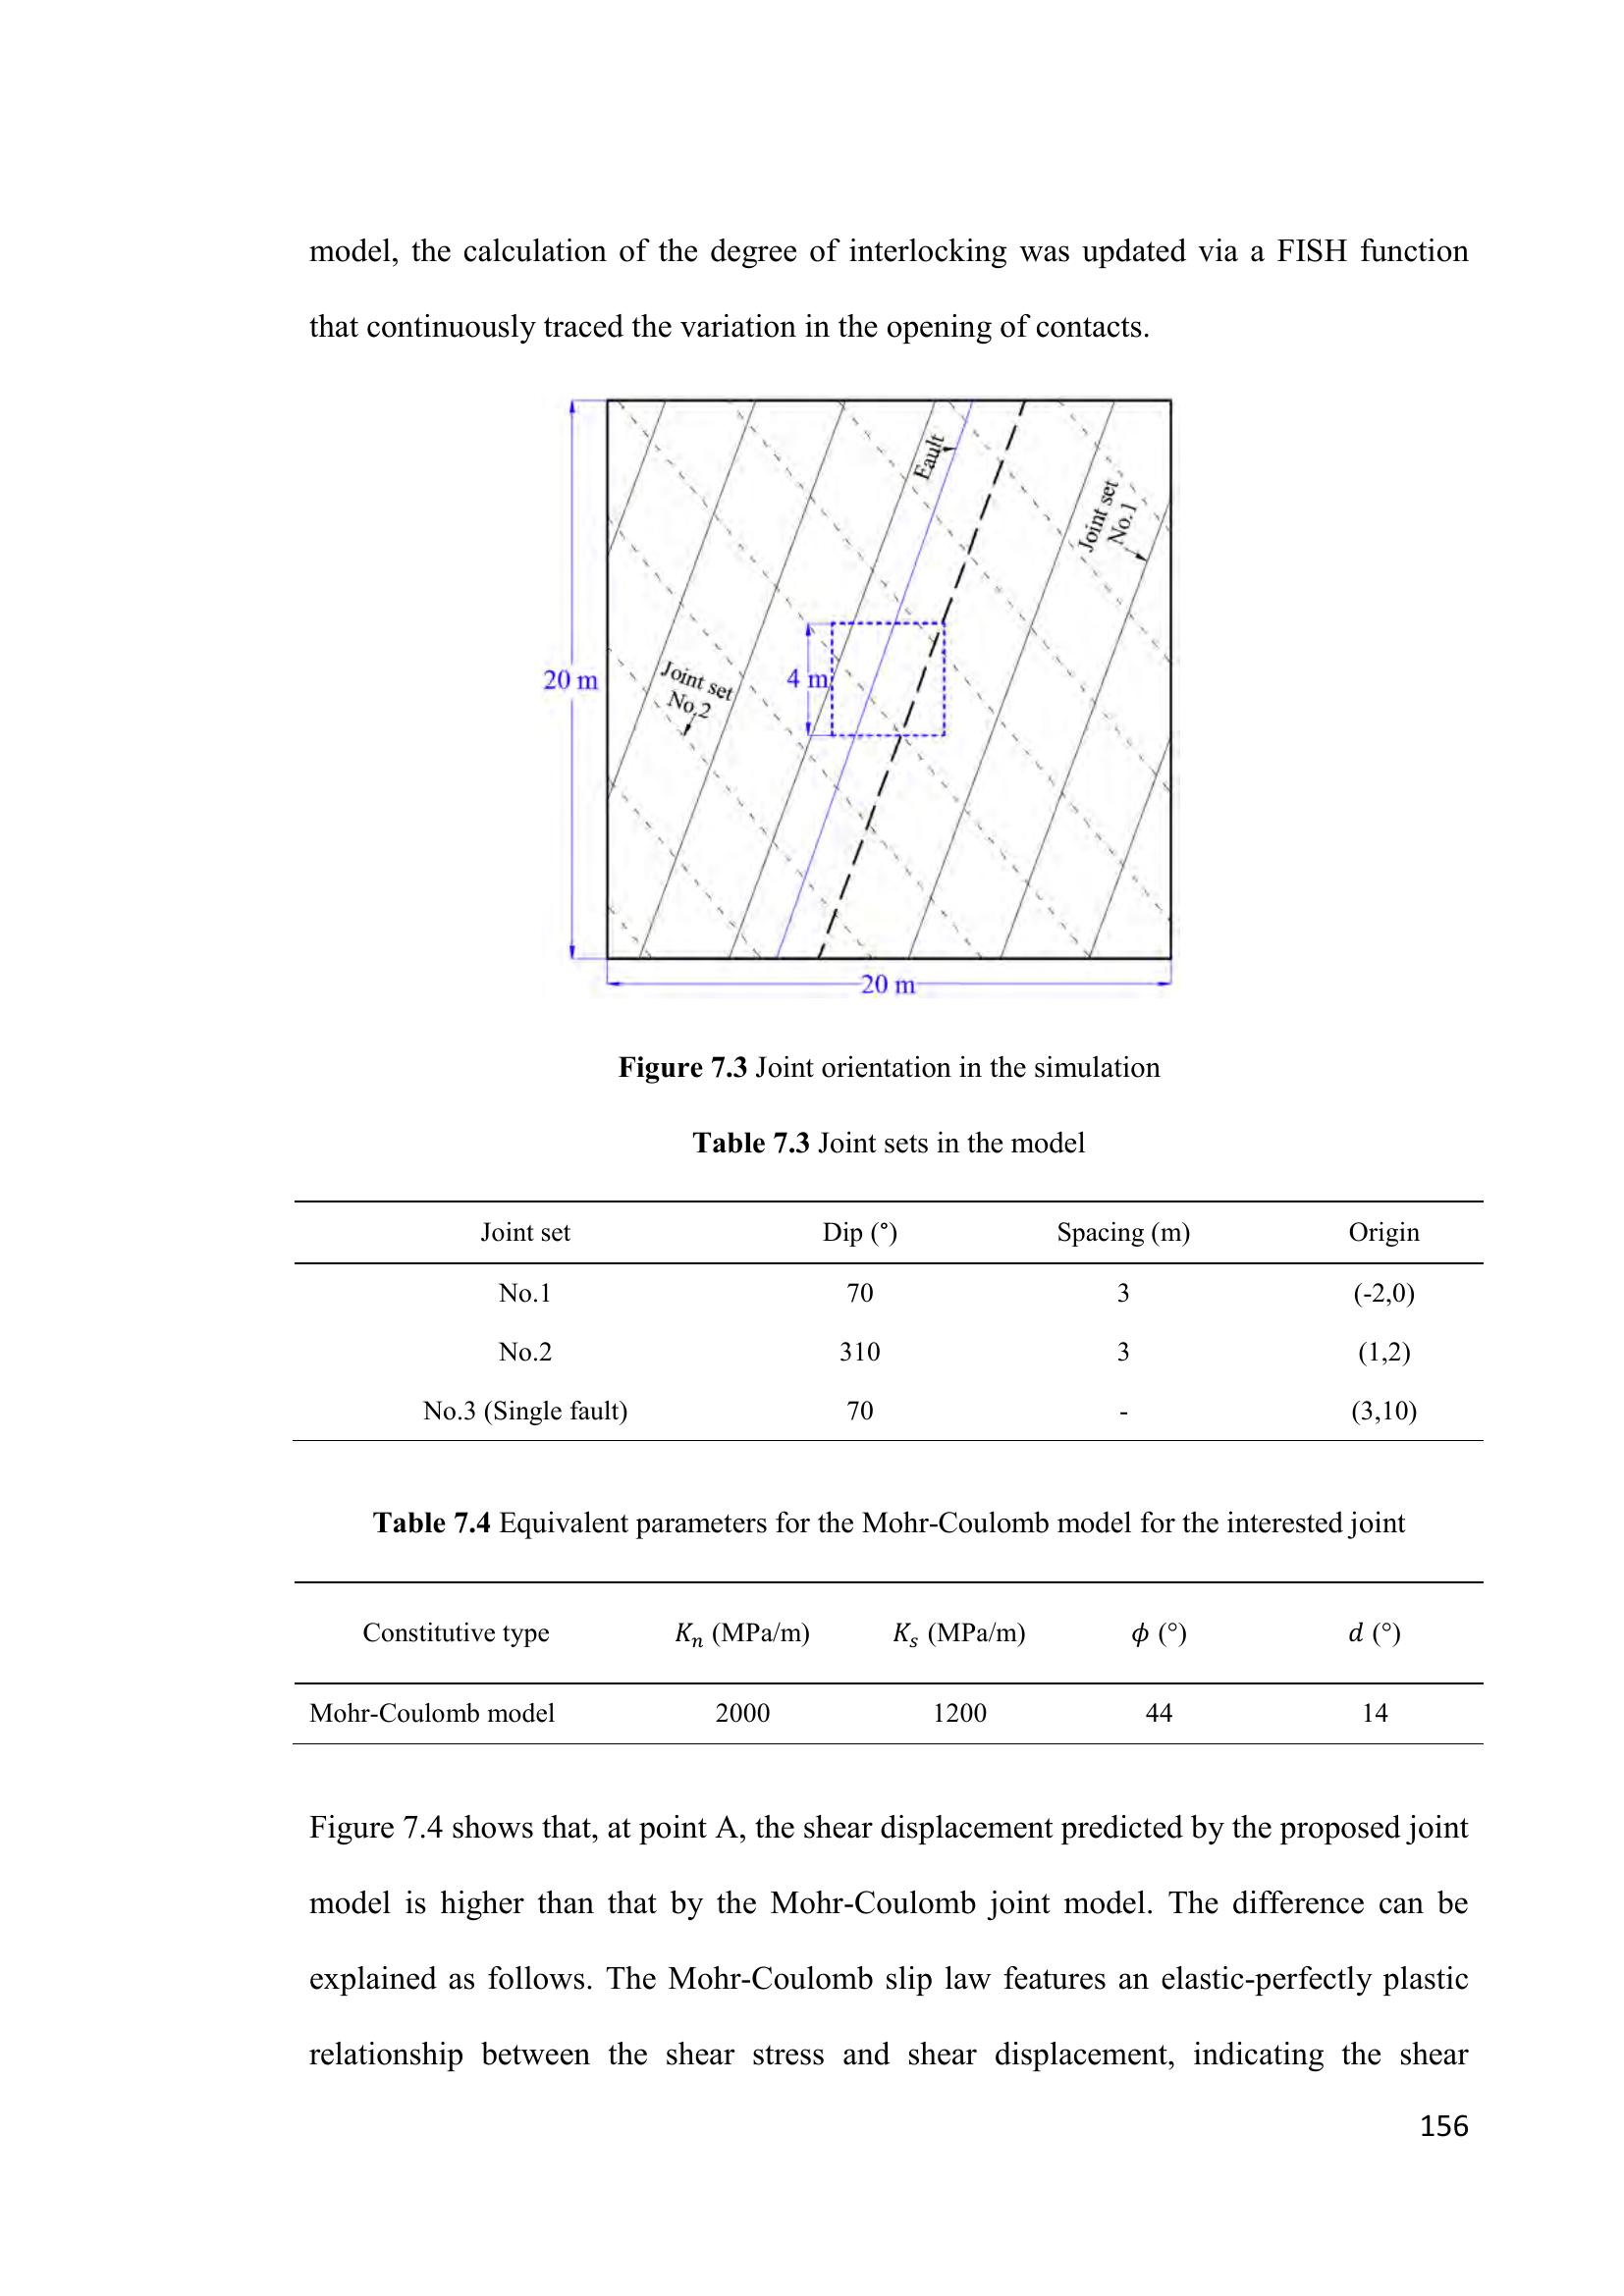 model, the calculation of the degree of interlocking was updated via a FISH function
that continuously traced the variation in the opening of contacts.
Fault
Joint set
No.1
20 m
4 m
Joint set
No.2
20 m
Figure 7.3 Joint orientation in the simulation
Table 7.3 Joint sets in the model
Joint set Dip (°) Spacing (m) Origin
No.1 70 3 (-2,0)
No.2 310 3 (1,2)
No.3 (Single fault) 70 - (3,10)
Table 7.4 Equivalent parameters for the Mohr-Coulomb model for the interested joint
Constitutive type K_n (MPa/m) K_s (MPa/m) ϕ (°) d (°)
Mohr-Coulomb model 2000 1200 44 14
Figure 7.4 shows that, at point A, the shear displacement predicted by the proposed joint
model is higher than that by the Mohr-Coulomb joint model. The difference can be
explained as follows. The Mohr-Coulomb slip law features an elastic-perfectly plastic
relationship between the shear stress and shear displacement, indicating the shear
156